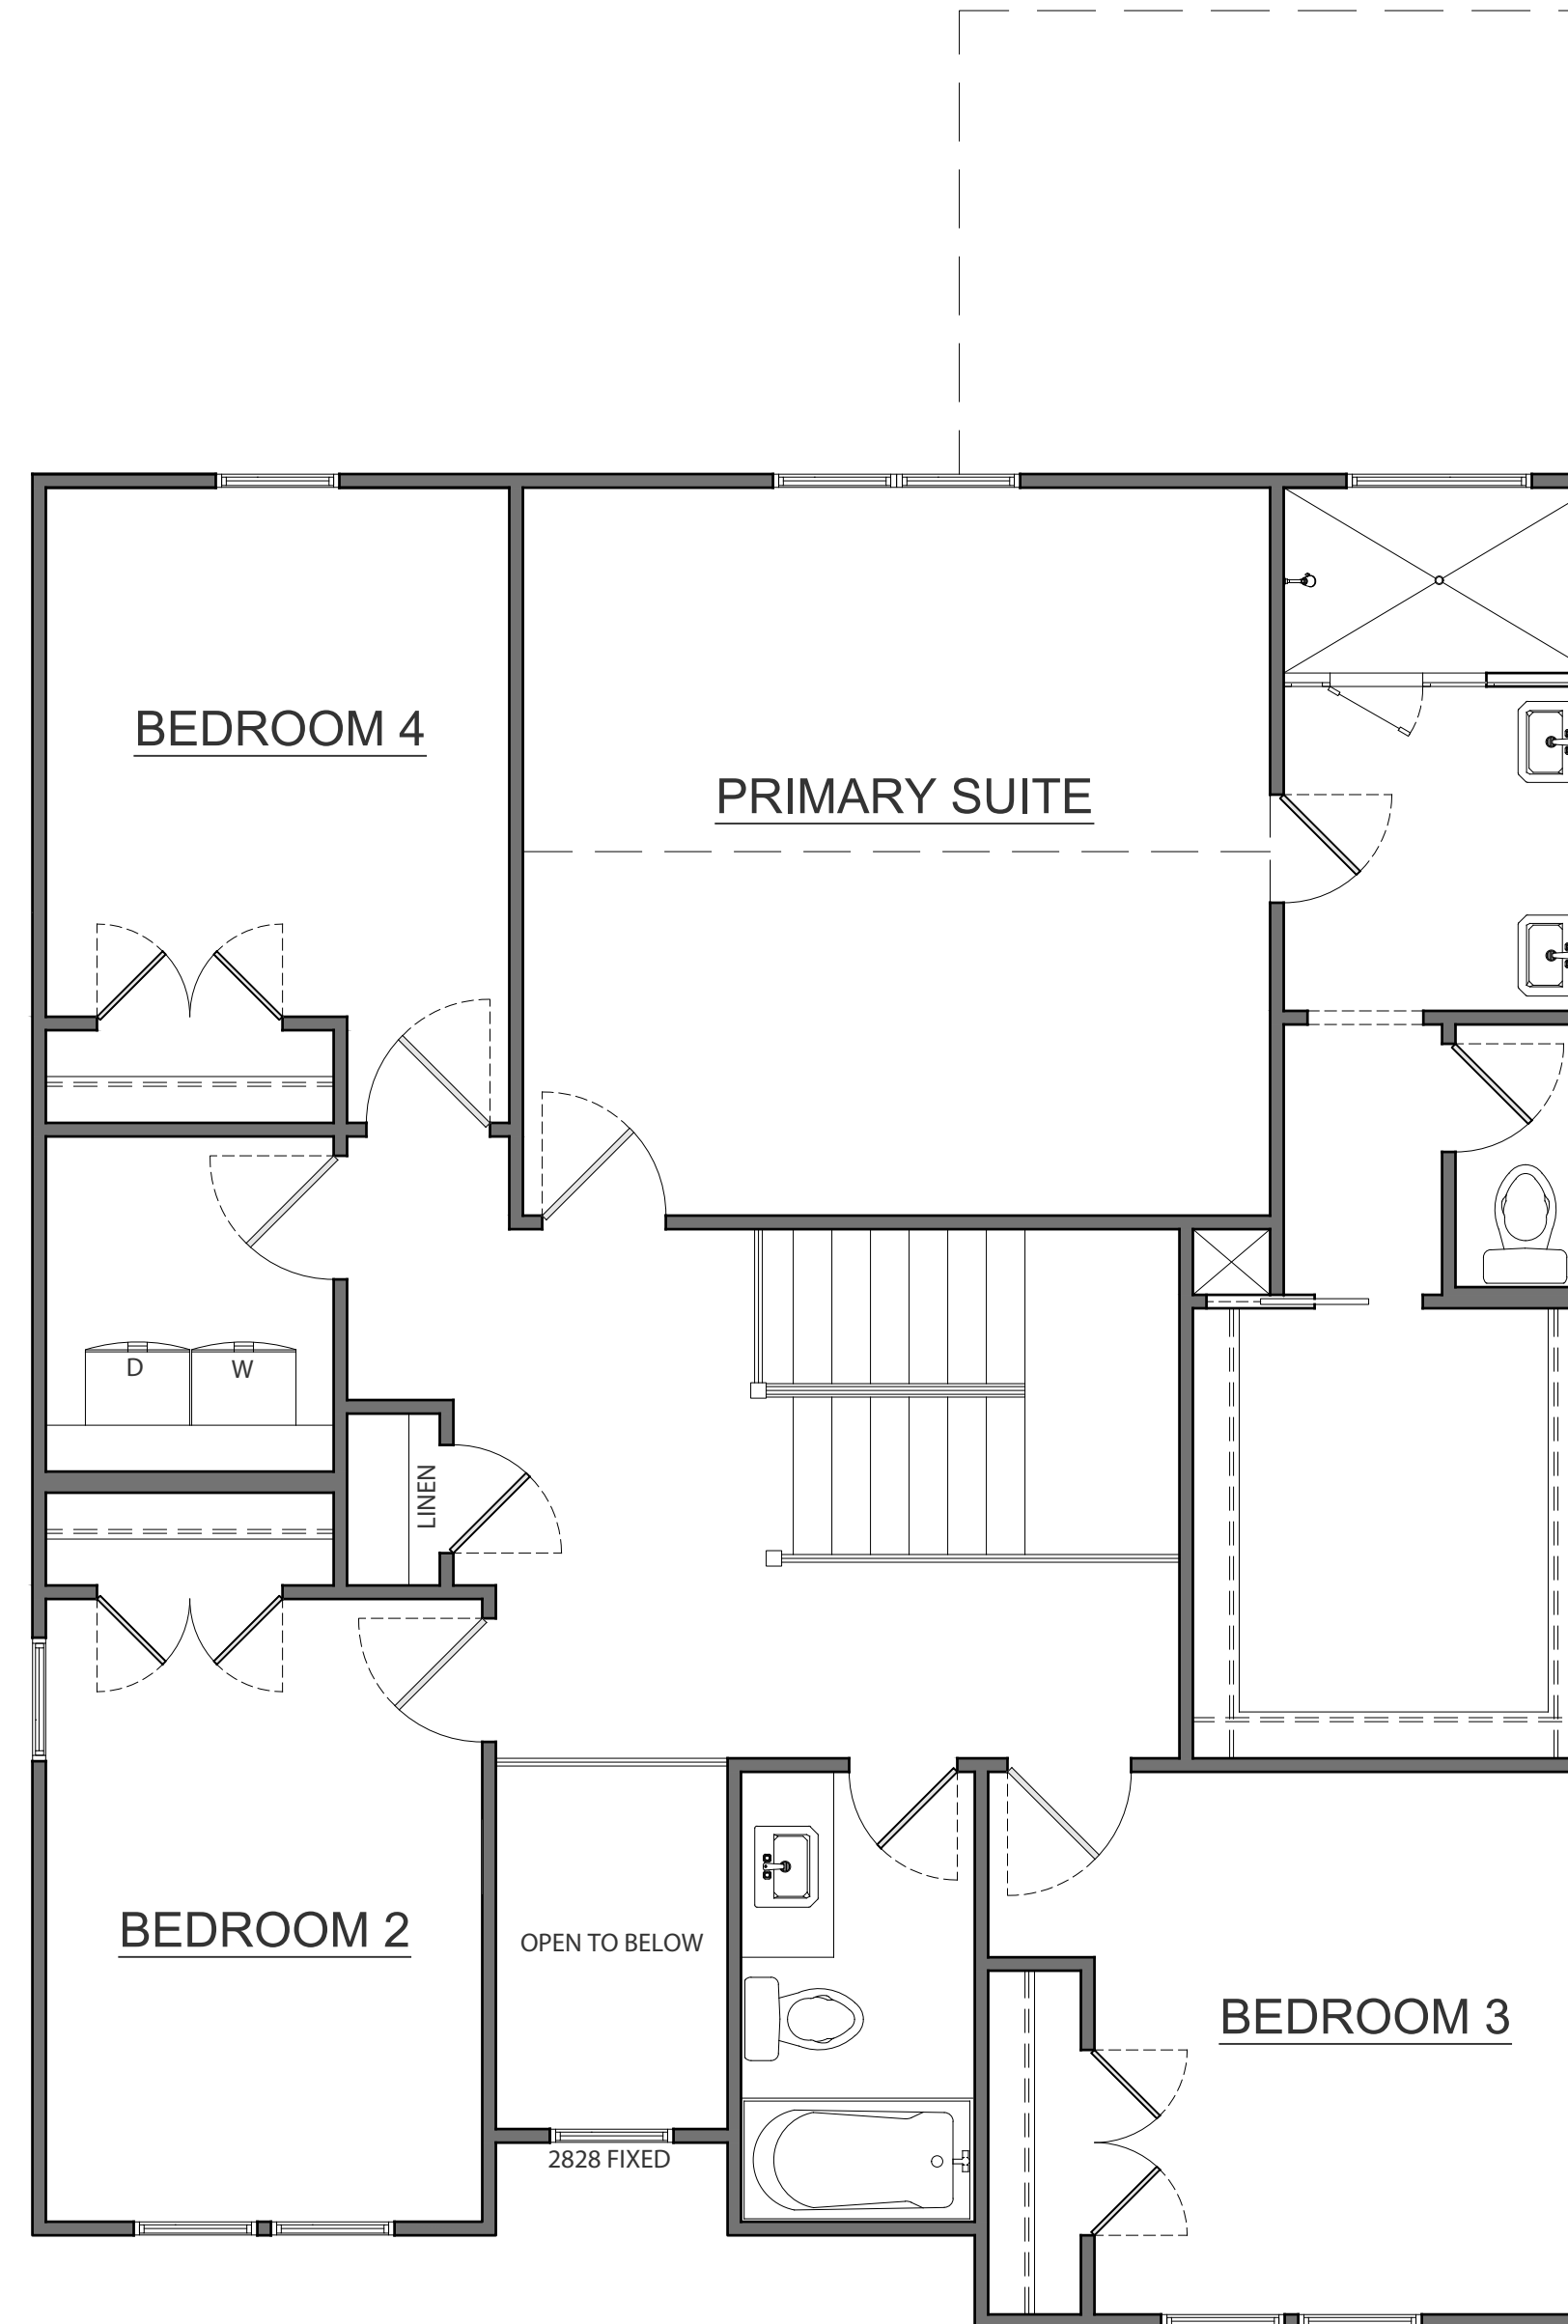 BEDROOM 4
PRIMARY SUITE
D
W
LINEN
BEDROOM 2
OPEN TO BELOW
BEDROOM 3
2828 FIXED